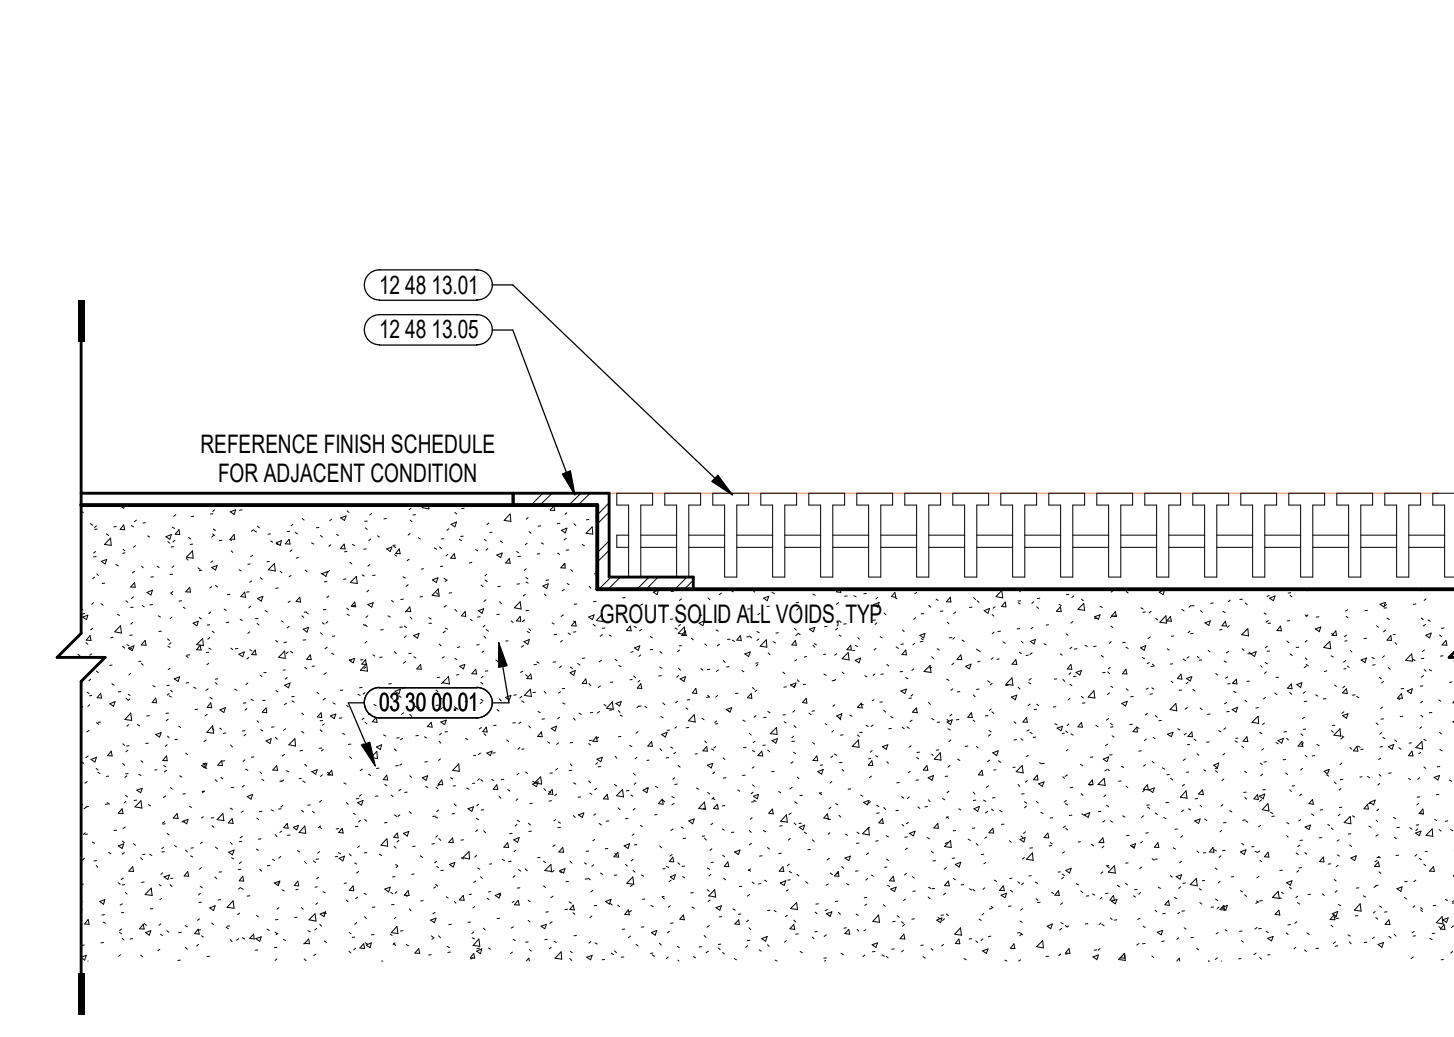 12 48 13.01
12 48 13.05
REFERENCE FINISH SCHEDULE
FOR ADJACENT CONDITION
GROUT SOLID ALL VOIDS, TYP.
03 30 00.01